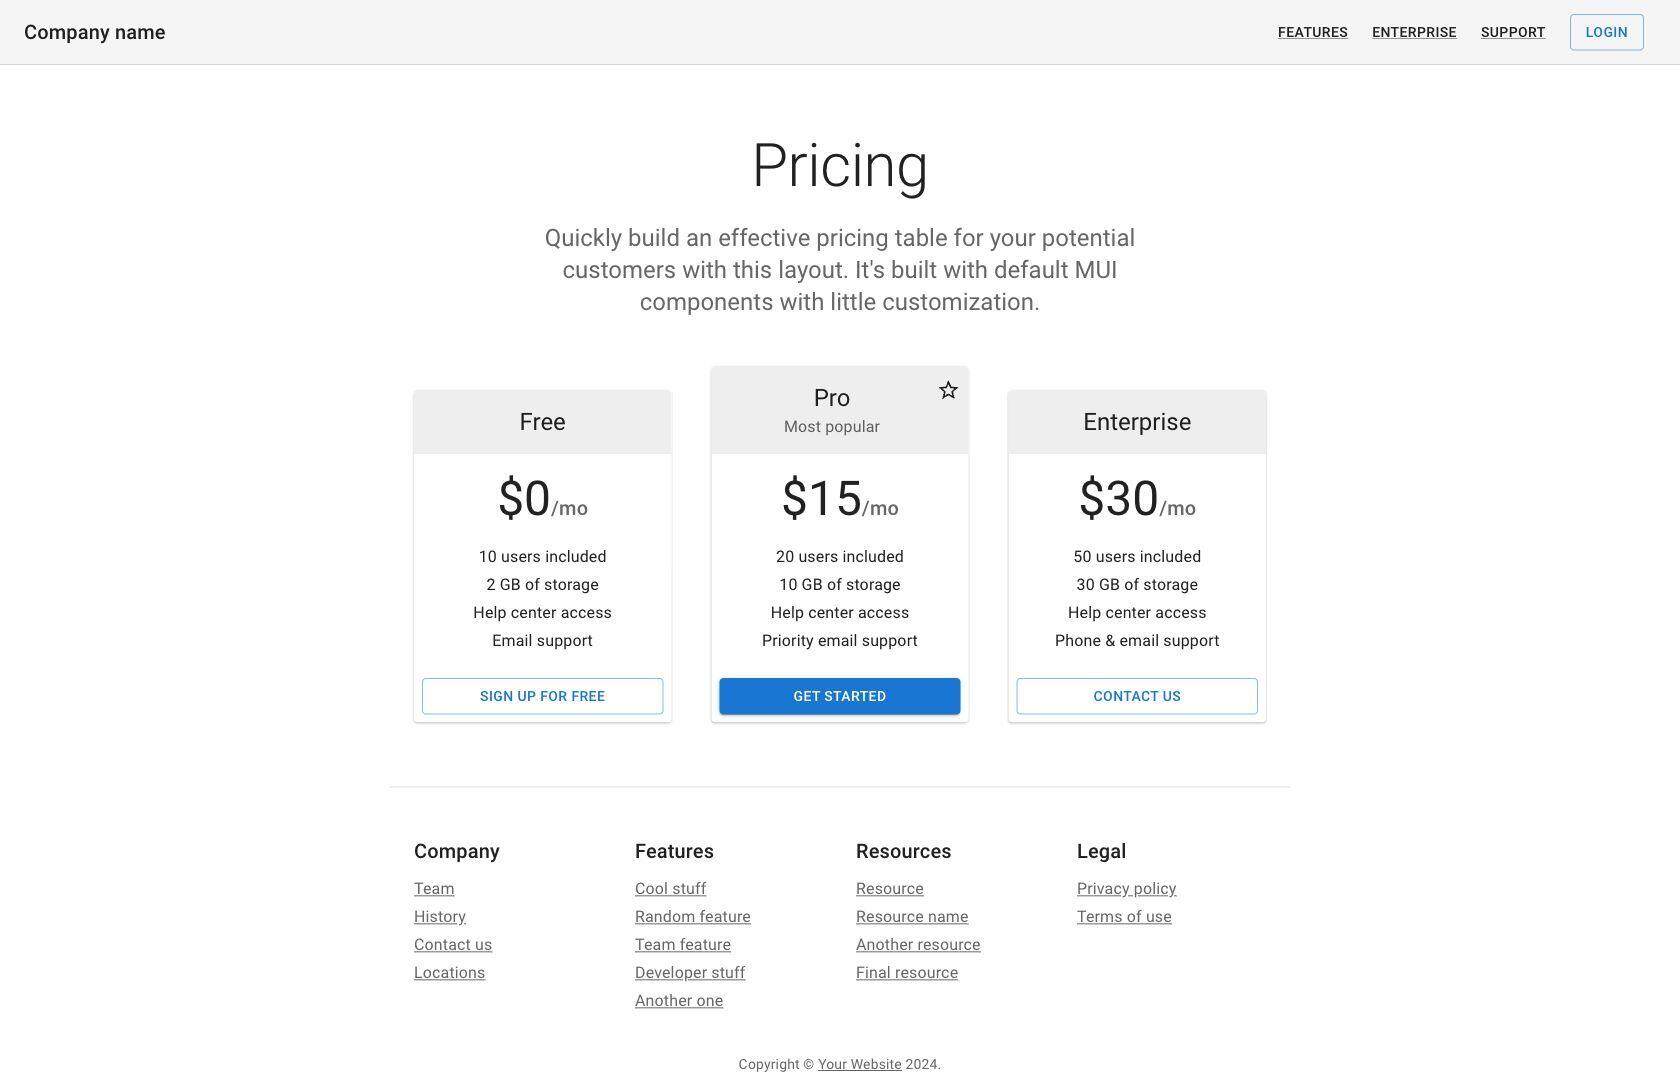 Company name
FEATURES ENTERPRISE SUPPORT LOGIN
Pricing
Quickly build an effective pricing table for your potential
customers with this layout. It's built with default MUI
components with little customization.
Free
$0/mo
10 users included
2 GB of storage
Help center access
Email support
SIGN UP FOR FREE
Pro
Most popular
$15/mo
20 users included
10 GB of storage
Help center access
Priority email support
GET STARTED
Enterprise
$30/mo
50 users included
30 GB of storage
Help center access
Phone & email support
CONTACT US
Company
Team
History
Contact us
Locations
Features
Cool stuff
Random feature
Team feature
Developer stuff
Another one
Resources
Resource
Resource name
Another resource
Final resource
Legal
Privacy policy
Terms of use
Copyright © Your Website 2024.